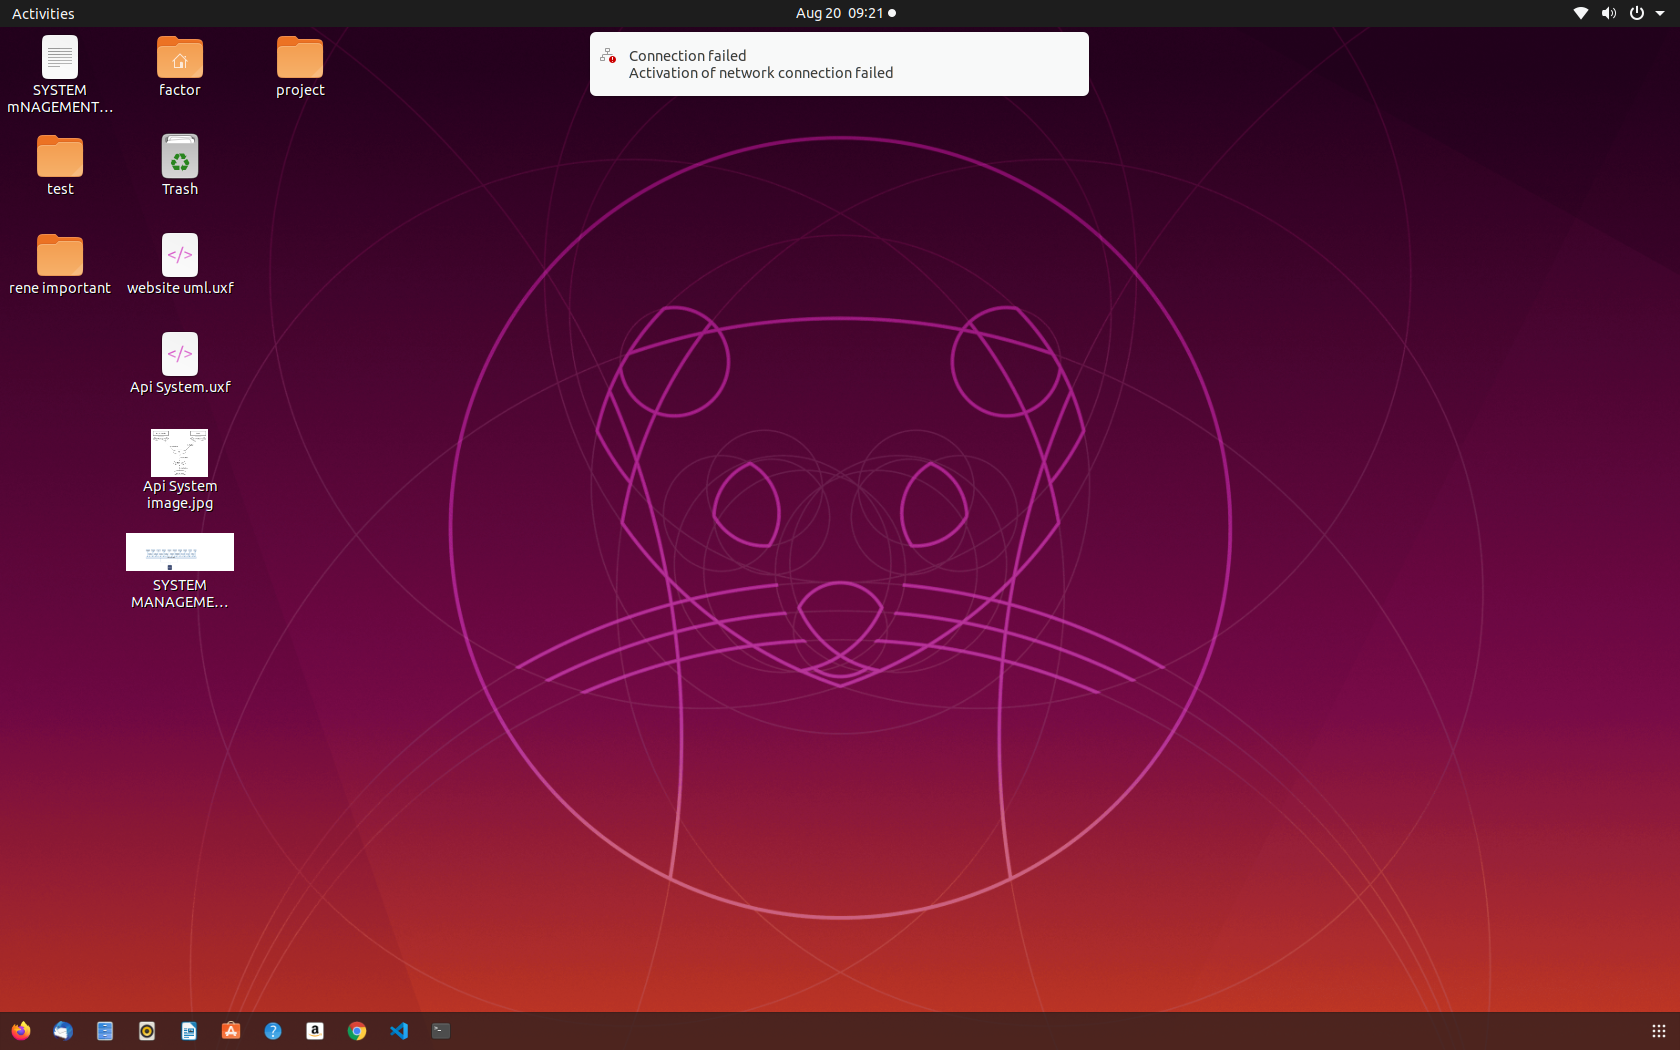 Activities
Aug 20 09:21
Connection failed
Activation of network connection failed
SYSTEM
mNAGEMENT...
factor
project
test
Trash
rene important
website uml.uxf
Api System.uxf
Api System
image.jpg
SYSTEM
MANAGEME...